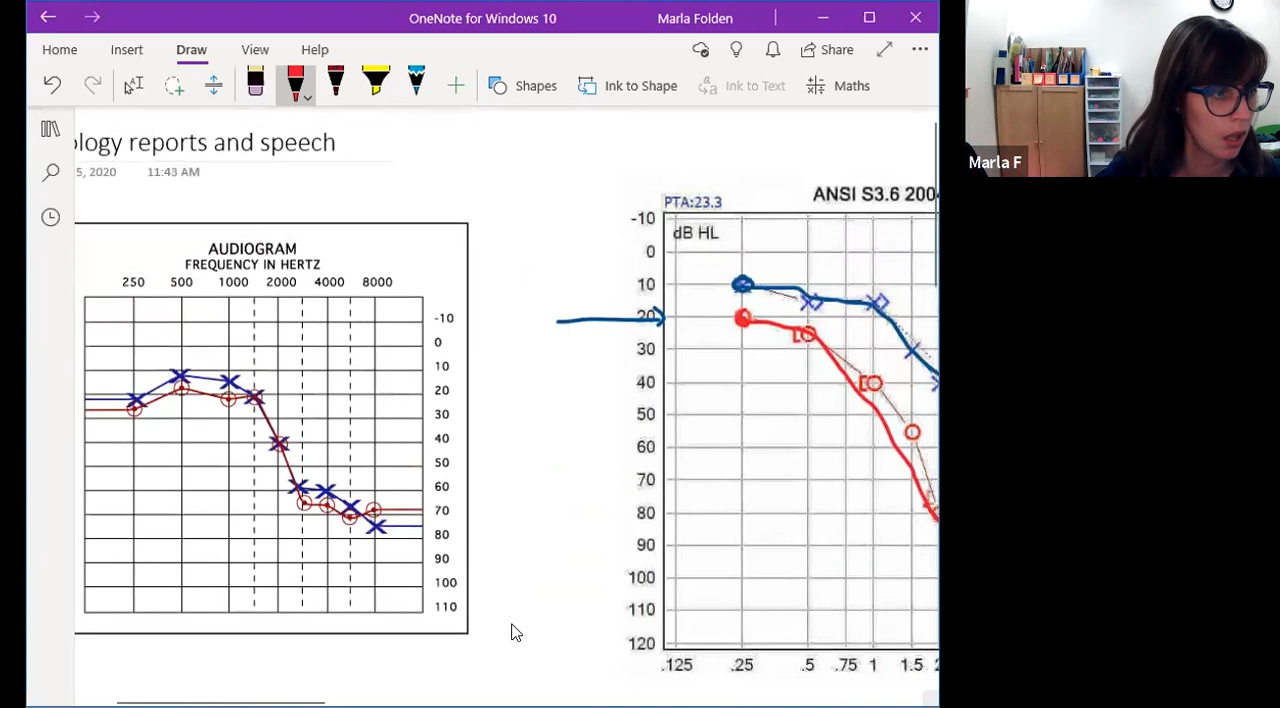 OneNote for Windows 10
Marla Folden
Home Insert Draw View Help
Share
Shapes
Ink to Shape
Ink to Text
Maths
ology reports and speech
5, 2020 11:43 AM
AUDIOGRAM
FREQUENCY IN HERTZ
250 500 1000 2000 4000 8000
-10
0
10
20
30
40
50
60
70
80
90
100
110
PTA:23.3
ANSI S3.6 200
dB HL
-10
0
10
20
30
40
50
60
70
80
90
100
110
120
.125 .25 .5 .75 1 1.5 2
Marla F